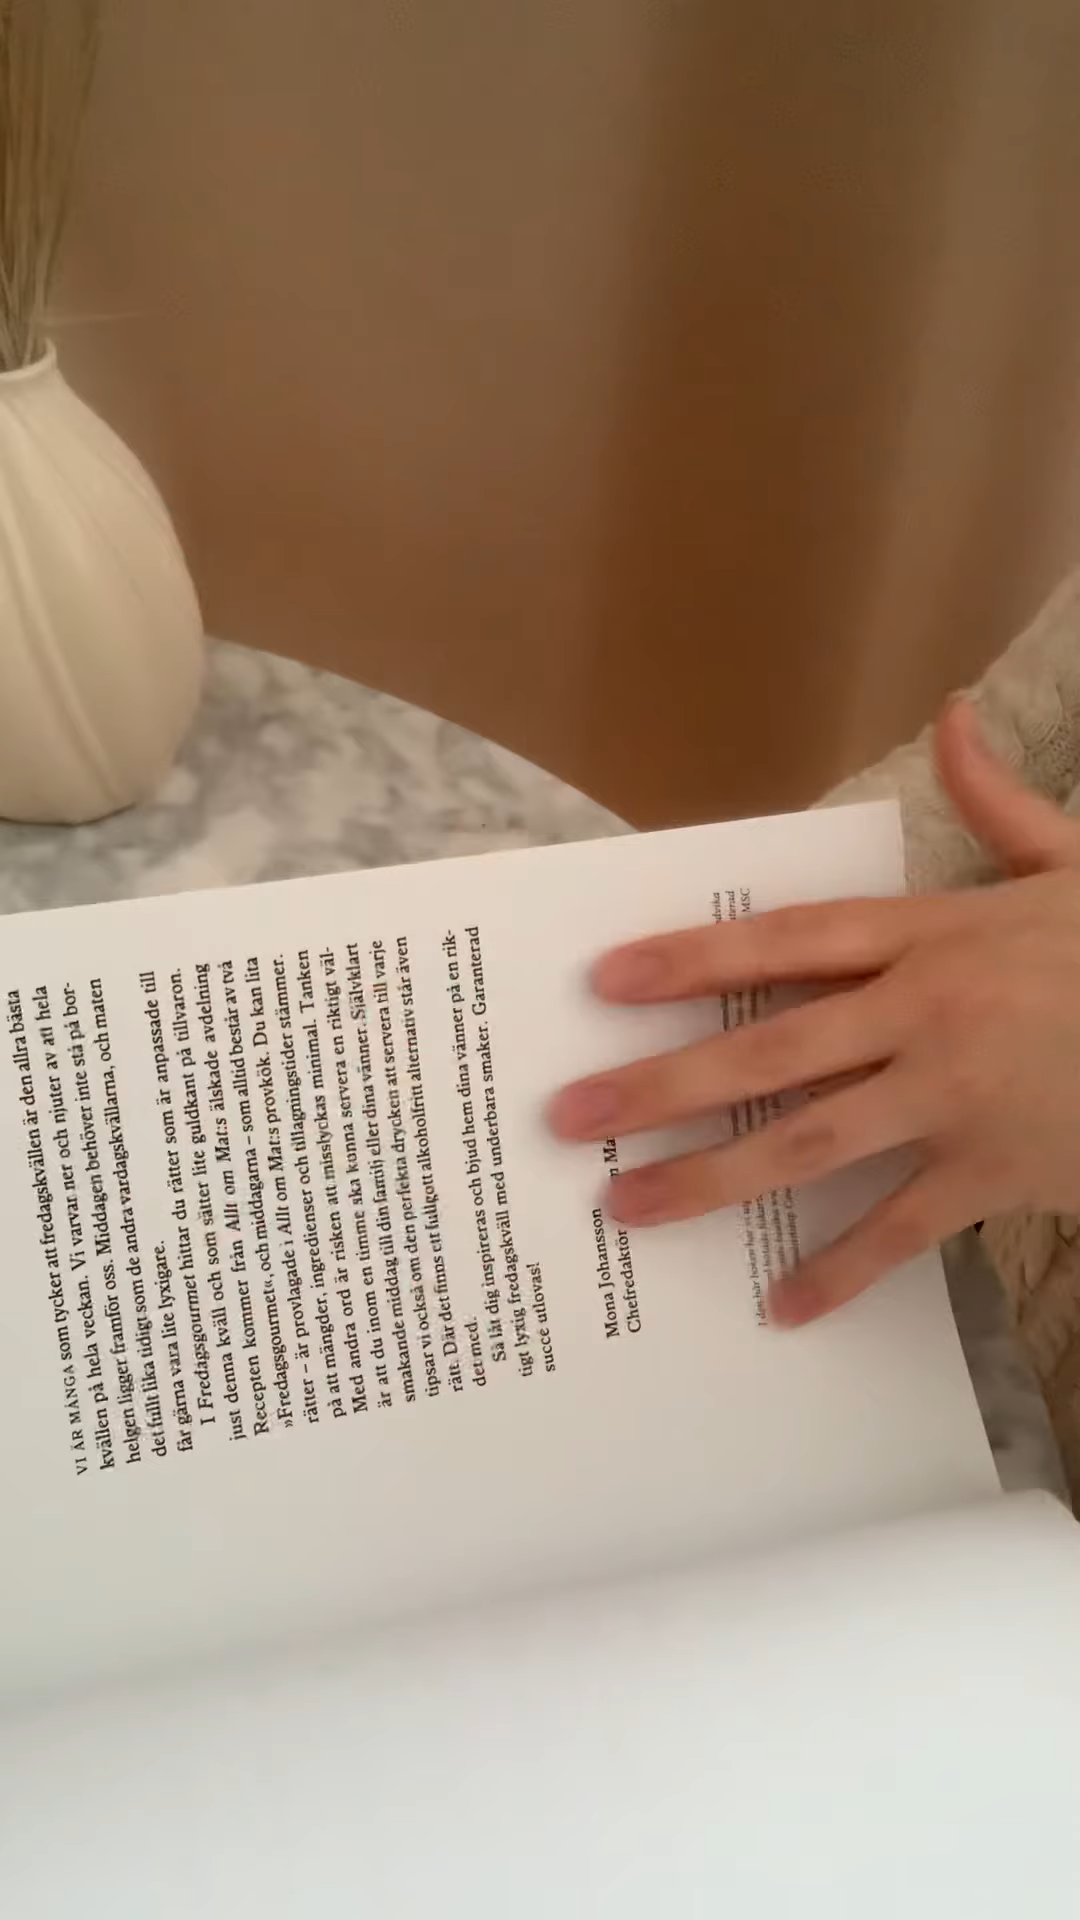 VI ÄR MÅNGA som tycker att fredagskvällen är den allra bästa
kvällen på hela veckan. Vi varvar ner och njuter av att hela
helgen ligger framför oss. Middagen behöver inte stå på bor-
det fullt lika tidigt som de andra vardagskvällarna, och maten
får gärna vara lite lyxigare.
I Fredagsgourmet hittar du rätter som är anpassade till
just denna kväll och som sätter lite guldkant på tillvaron.
Recepten kommer från Allt om Mat:s älskade avdelning
»Fredagsgourmet«, och middagarna – som alltid består av två
rätter – är provlagade i Allt om Mat:s provkök. Du kan lita
på att mängder, ingredienser och tillagningstider stämmer.
Med andra ord är risken att misslyckas minimal. Tanken
är att du inom en timme ska kunna servera en riktigt väl-
smakande middag till din familj eller dina vänner. Självklart
tipsar vi också om den perfekta drycken att servera till varje
rätt. Där det finns ett fullgott alkoholfritt alternativ står även
det med.
Så låt dig inspireras och bjud hem dina vänner på en rik-
tigt lyxig fredagskväll med underbara smaker. Garanterad
succé utlovas!
Mona Johansson
Chefredaktör
MSC